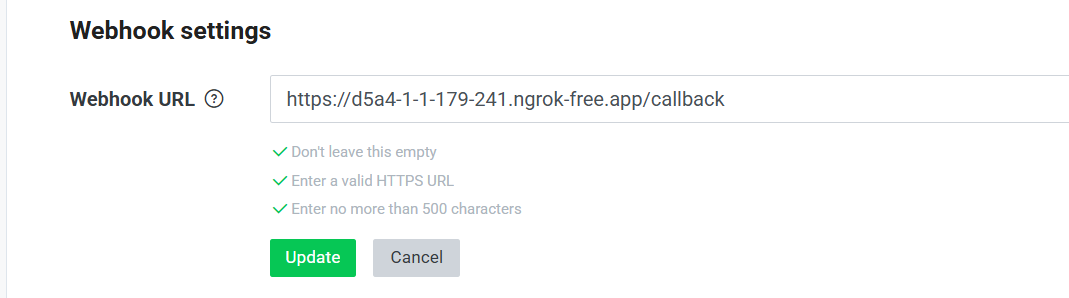 Webhook settings
Webhook URL ?
https://d5a4-1-1-179-241.ngrok-free.app/callback
Don't leave this empty
Enter a valid HTTPS URL
Enter no more than 500 characters
Update Cancel